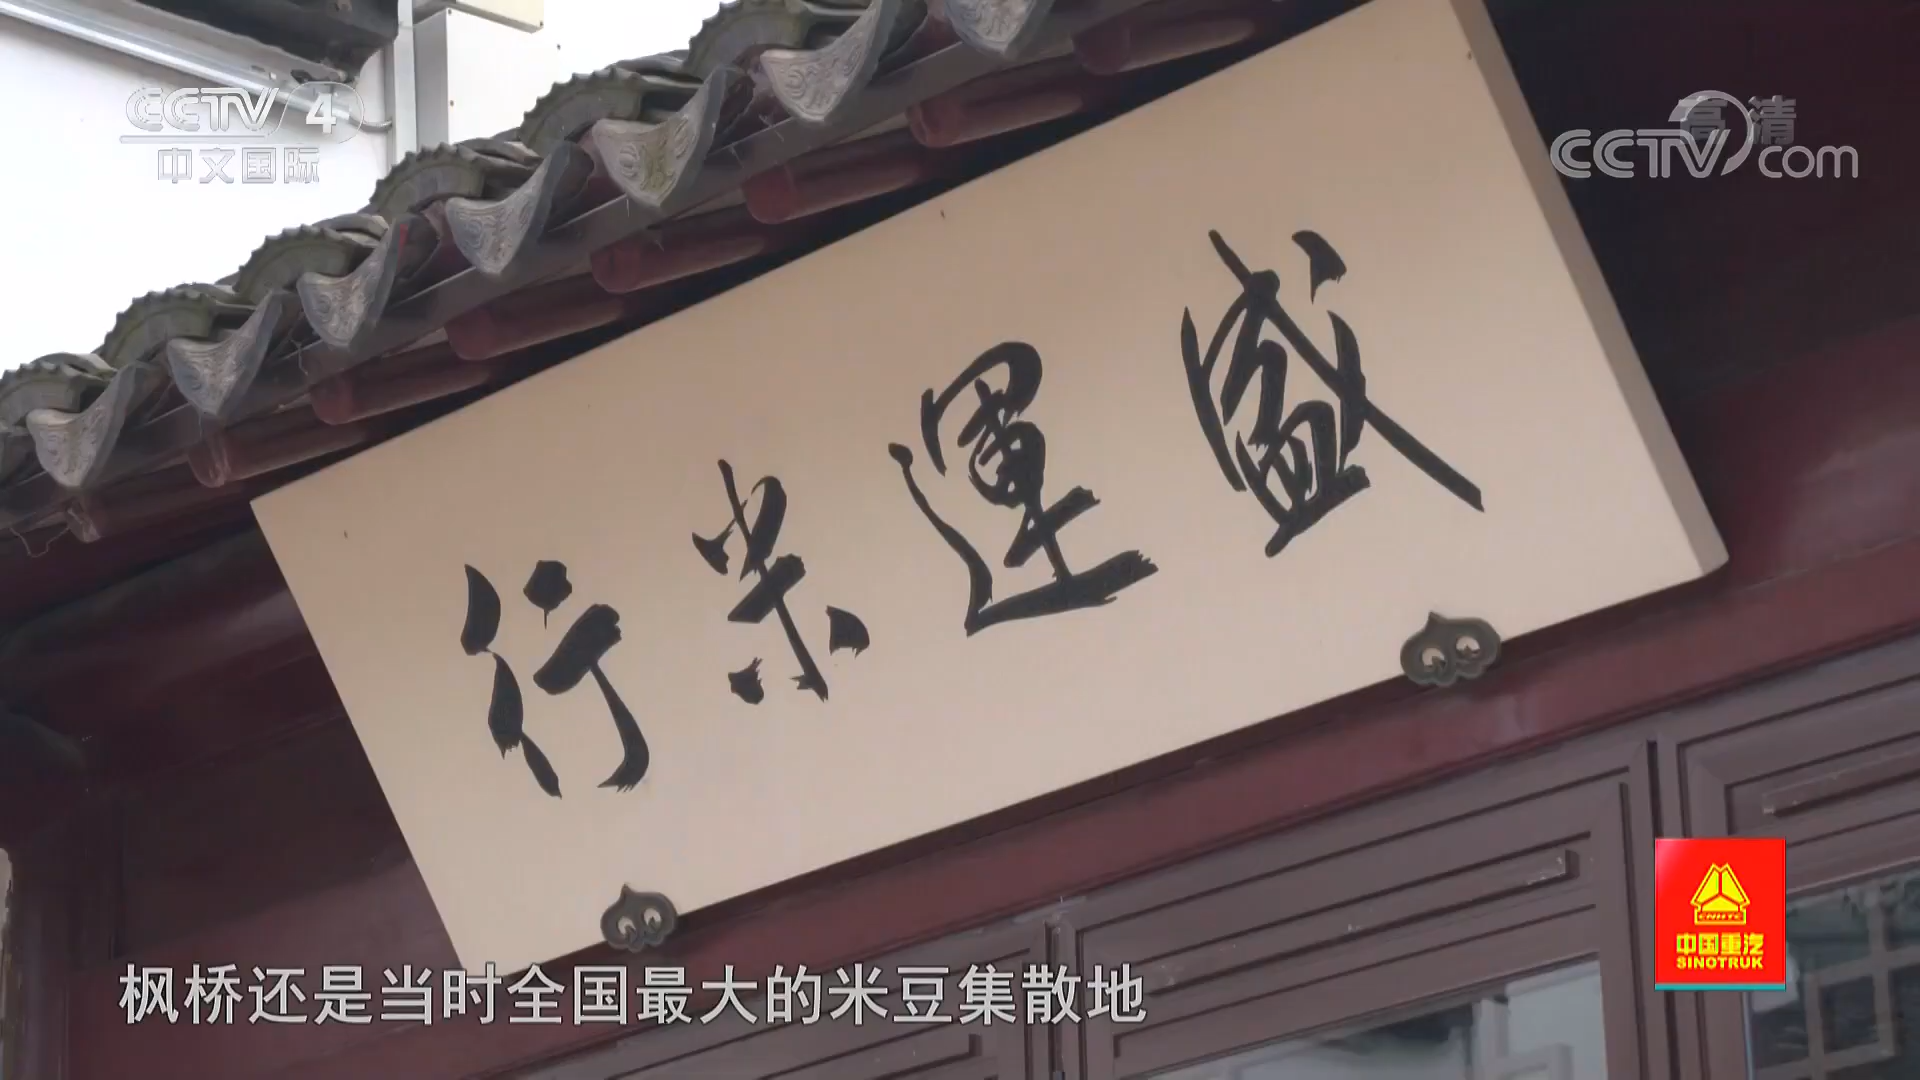 CCTV 4
中文国际
高清
CCTV.com
盛運米行
CNHTC
中国重汽
SINOTRUK
枫桥还是当时全国最大的米豆集散地